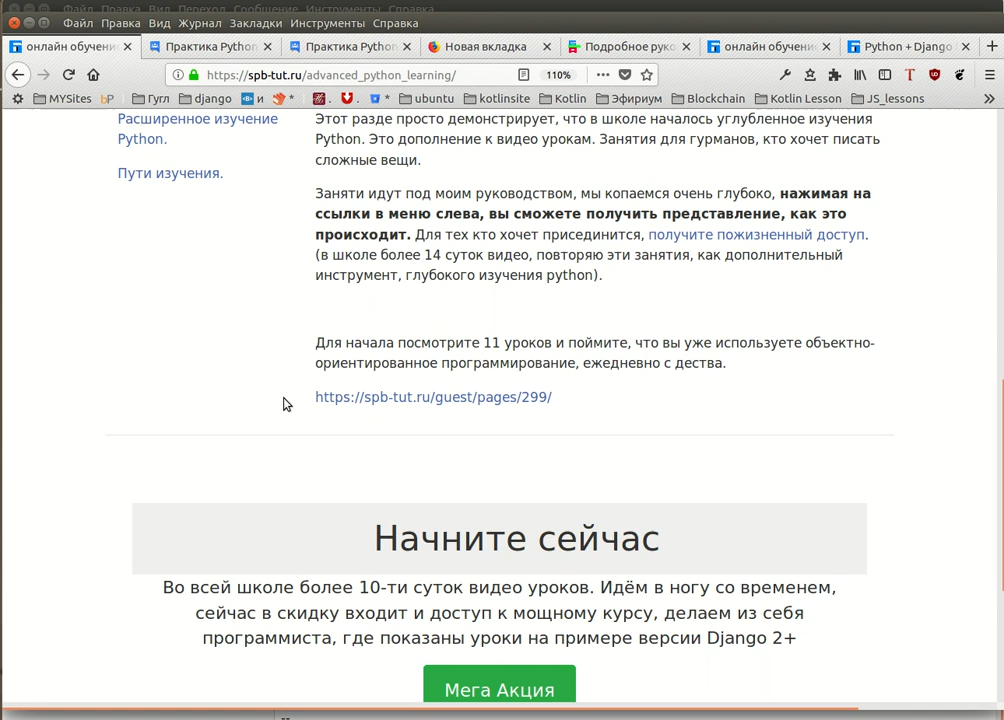 Файл Правка Вид Переход Сообщение Инструменты Справка
Файл Правка Вид Журнал Закладки Инструменты Справка
онлайн обучени
Практика Python
Практика Python
Новая вкладка
Подробное руко
онлайн обучени
Python + Django
https://spb-tut.ru/advanced_python_learning/
110%
MYSites
bP
Гугл
django
и
*
.
.
*
ubuntu
kotlinsite
Kotlin
Эфириум
Blockchain
Kotlin Lesson
JS_lessons
Расширенное изучение
Python.
Пути изучения.
Этот разде просто демонстрирует, что в школе началось углубленное изучения
Python. Это дополнение к видео урокам. Занятия для гурманов, кто хочет писать
сложные вещи.
Заняти идут под моим руководством, мы копаемся очень глубоко, нажимая на
ссылки в меню слева, вы сможете получить представление, как это
происходит. Для тех кто хочет присединится, получите пожизненный доступ.
(в школе более 14 суток видео, повторяю эти занятия, как дополнительный
инструмент, глубокого изучения python).
Для начала посмотрите 11 уроков и поймите, что вы уже используете объектно-
ориентированное программирование, ежедневно с дества.
https://spb-tut.ru/guest/pages/299/
Начните сейчас
Во всей школе более 10-ти суток видео уроков. Идём в ногу со временем,
сейчас в скидку входит и доступ к мощному курсу, делаем из себя
программиста, где показаны уроки на примере версии Django 2+
Мега Акция